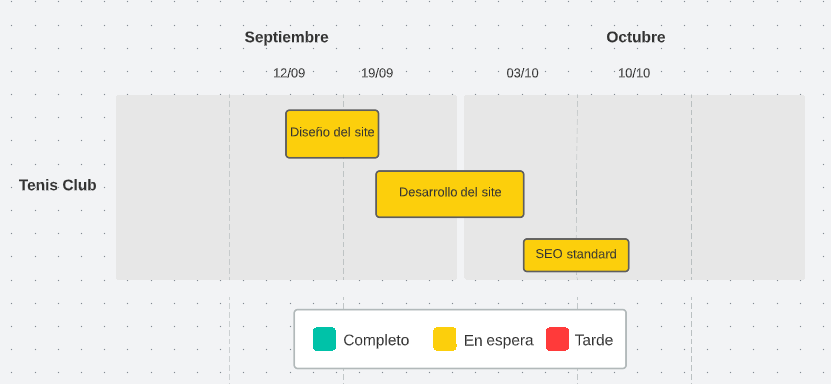 Septiembre
Octubre
12/09
19/09
03/10
10/10
Diseño del site
Tenis Club
Desarrollo del site
SEO standard
Completo
En espera
Tarde